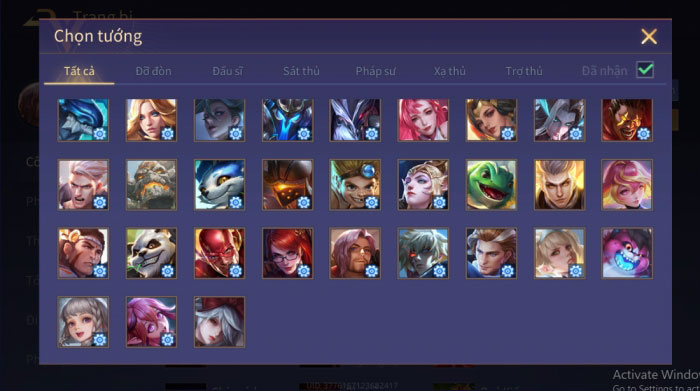 Trang bị
Chọn tướng
Tất cả
Đỡ đòn
Đấu sĩ
Sát thủ
Pháp sư
Xạ thủ
Trợ thủ
Đã nhận
Activate Windo
Go to Settings to act